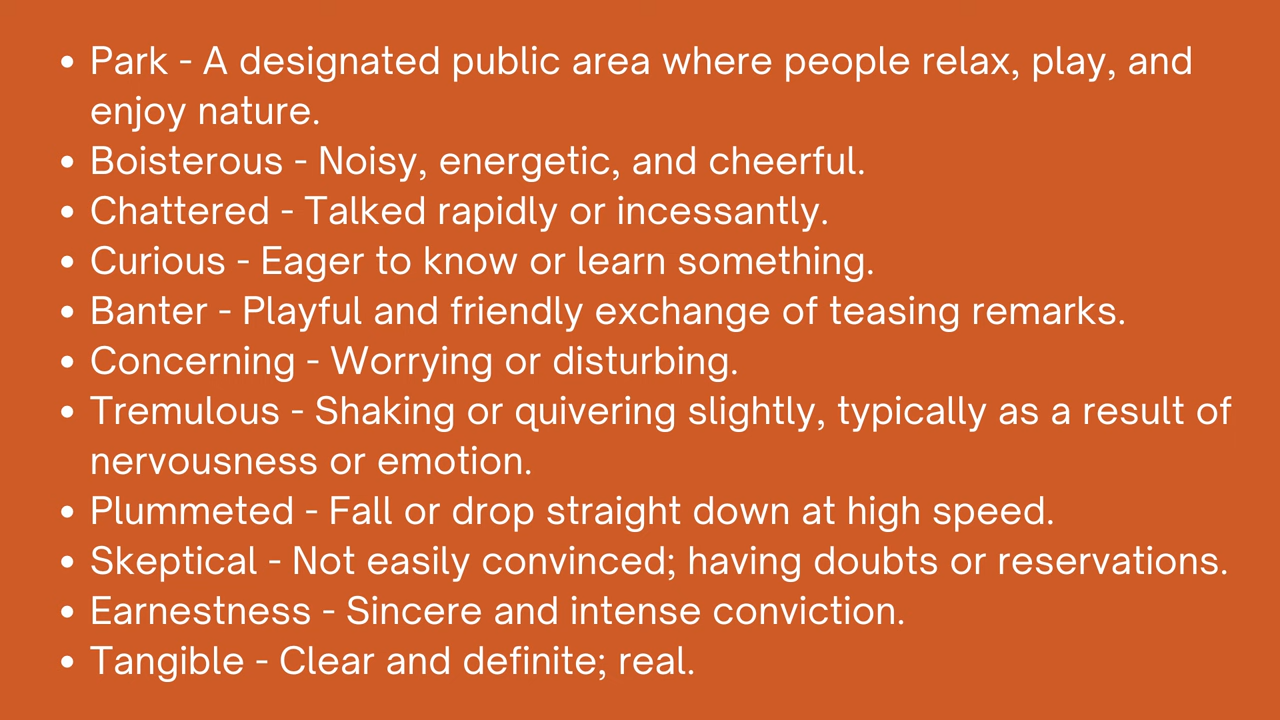 • Park - A designated public area where people relax, play, and
enjoy nature.
• Boisterous - Noisy, energetic, and cheerful.
• Chattered - Talked rapidly or incessantly.
• Curious - Eager to know or learn something.
• Banter - Playful and friendly exchange of teasing remarks.
• Concerning - Worrying or disturbing.
• Tremulous - Shaking or quivering slightly, typically as a result of
nervousness or emotion.
• Plummeted - Fall or drop straight down at high speed.
• Skeptical - Not easily convinced; having doubts or reservations.
• Earnestness - Sincere and intense conviction.
• Tangible - Clear and definite; real.